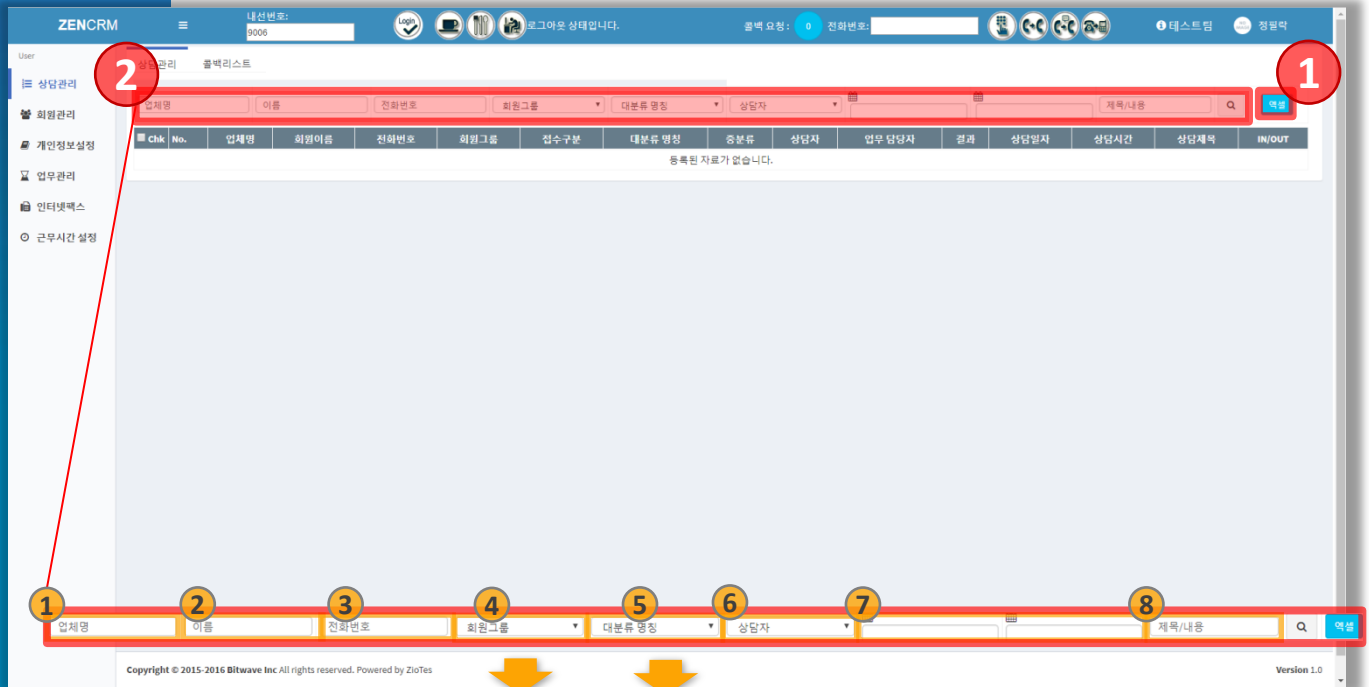 ZENCRM
내선번호:
9006
Login
로그아웃 상태입니다.
콜백 요청: 0 전화번호:
테스트팀 정필락
User
상담관리 콜백리스트
상담관리
회원관리
개인정보설정
업무관리
인터넷팩스
근무시간 설정
2
1
업체명 이름 전화번호 회원그룹 대분류 명칭 상담자 제목/내용 엑셀
Chk No. 업체명 회원이름 전화번호 회원그룹 접수구분 대분류 명칭 중분류 상담자 업무 담당자 결과 상담일자 상담시간 상담제목 IN/OUT
등록된 자료가 없습니다.
1 2 3 4 5 6 7 8
업체명 이름 전화번호 회원그룹 대분류 명칭 상담자 제목/내용 엑셀
Copyright © 2015-2016 Bitwave Inc All rights reserved. Powered by ZioTes
Version 1.0